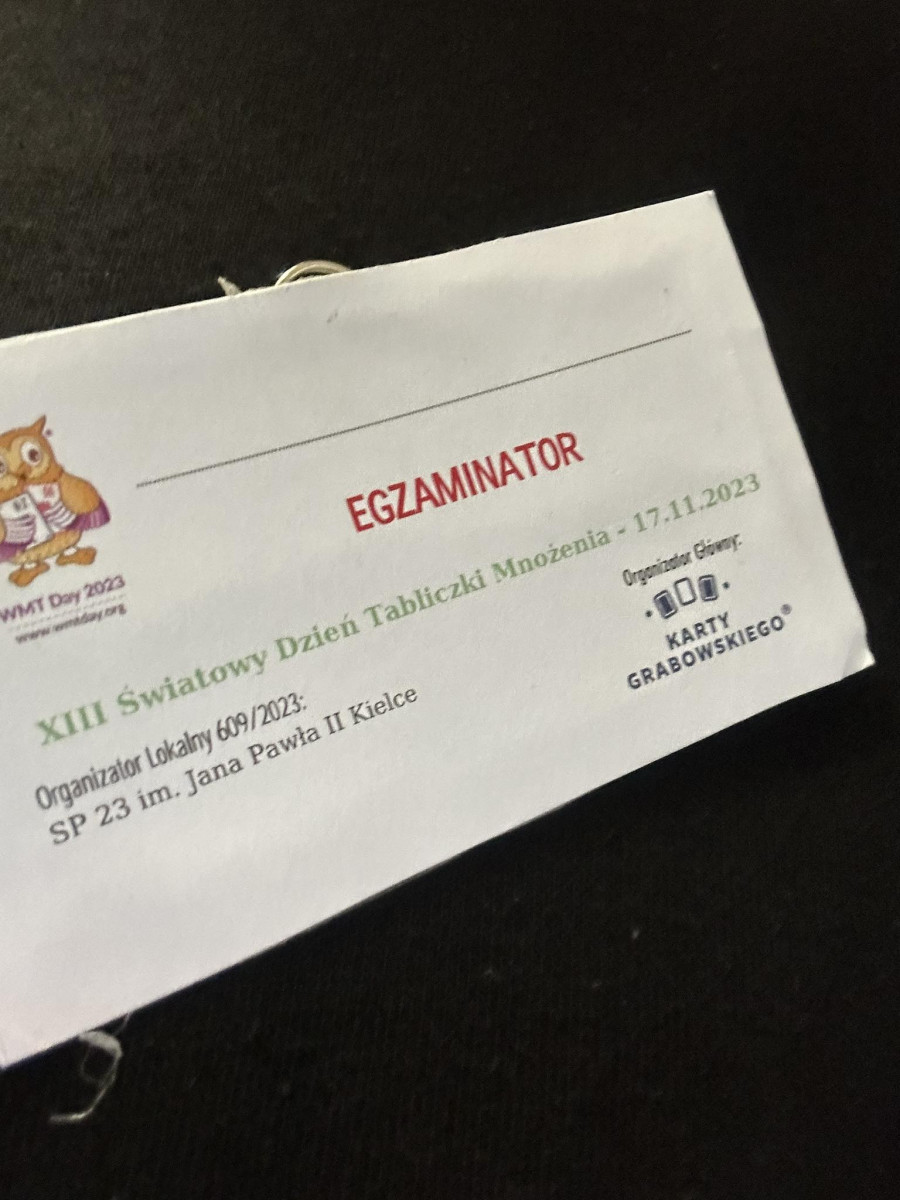 EGZAMINATOR
XIII Światowy Dzień Tabliczki Mnożenia - 17.11.2023
WMT Day 2023
www.wmtday.org
Organizator Lokalny 609/2023:
SP 23 im. Jana Pawła II Kielce
Organizator Główny:
KARTY
GRABOWSKIEGO®